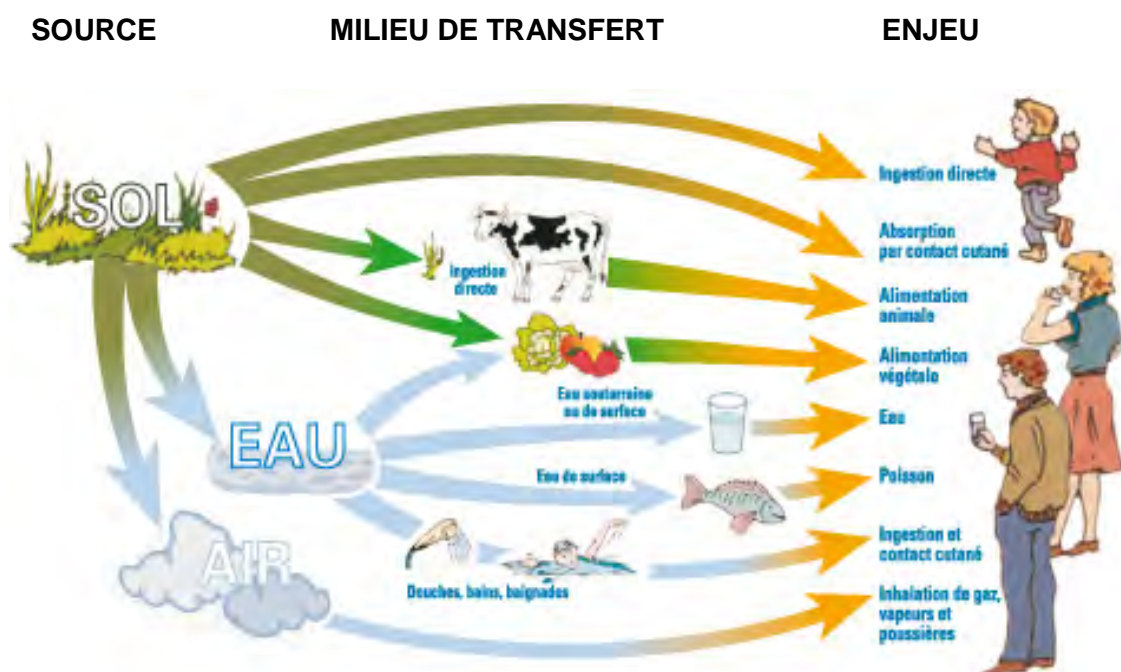 SOURCE
MILIEU DE TRANSFERT
ENJEU
SOL
Ingestion directe
Absorption
par contact cutané
Ingestion
directe
Alimentation
animale
Alimentation
végétale
Eau souterraine
ou de surface
Eau
EAU
Eau de surface
Poisson
AIR
Douches, bains, baignades
Ingestion et
contact cutané
Inhalation de gaz,
vapeurs et
poussières